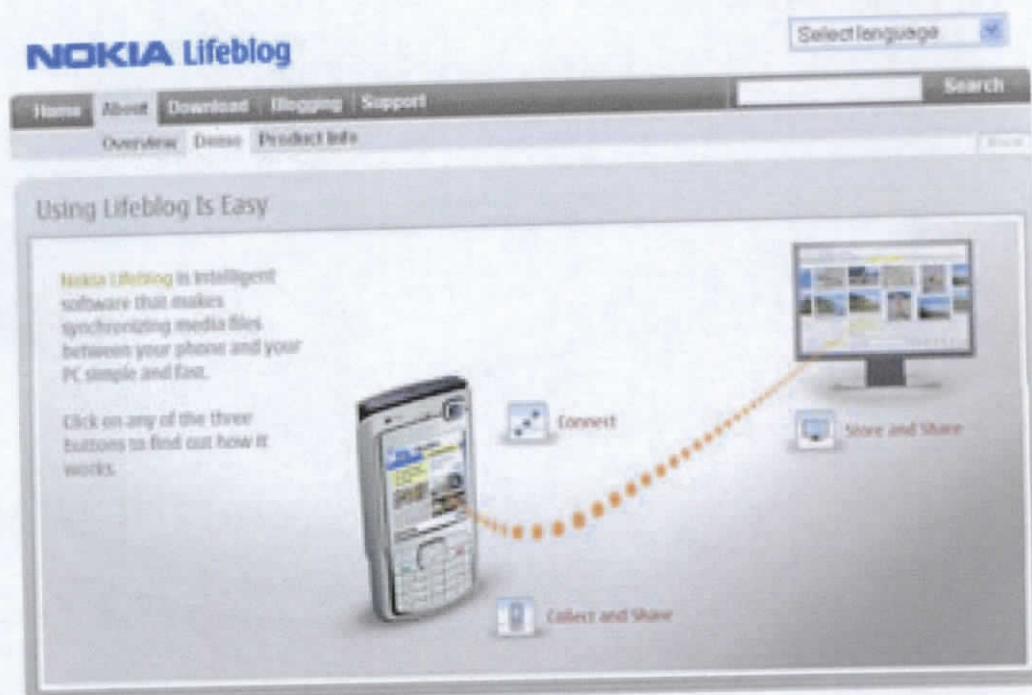 NOKIA Lifeblog
Select language
Home About Download Blogging Support
Search
Overview Demo Product Info
Using Lifeblog Is Easy
Nokia Lifeblog is intelligent
software that makes
synchronizing media files
between your phone and your
PC simple and fast.
Click on any of the three
buttons to find out how it
works.
Connect
Store and Share
Collect and Share